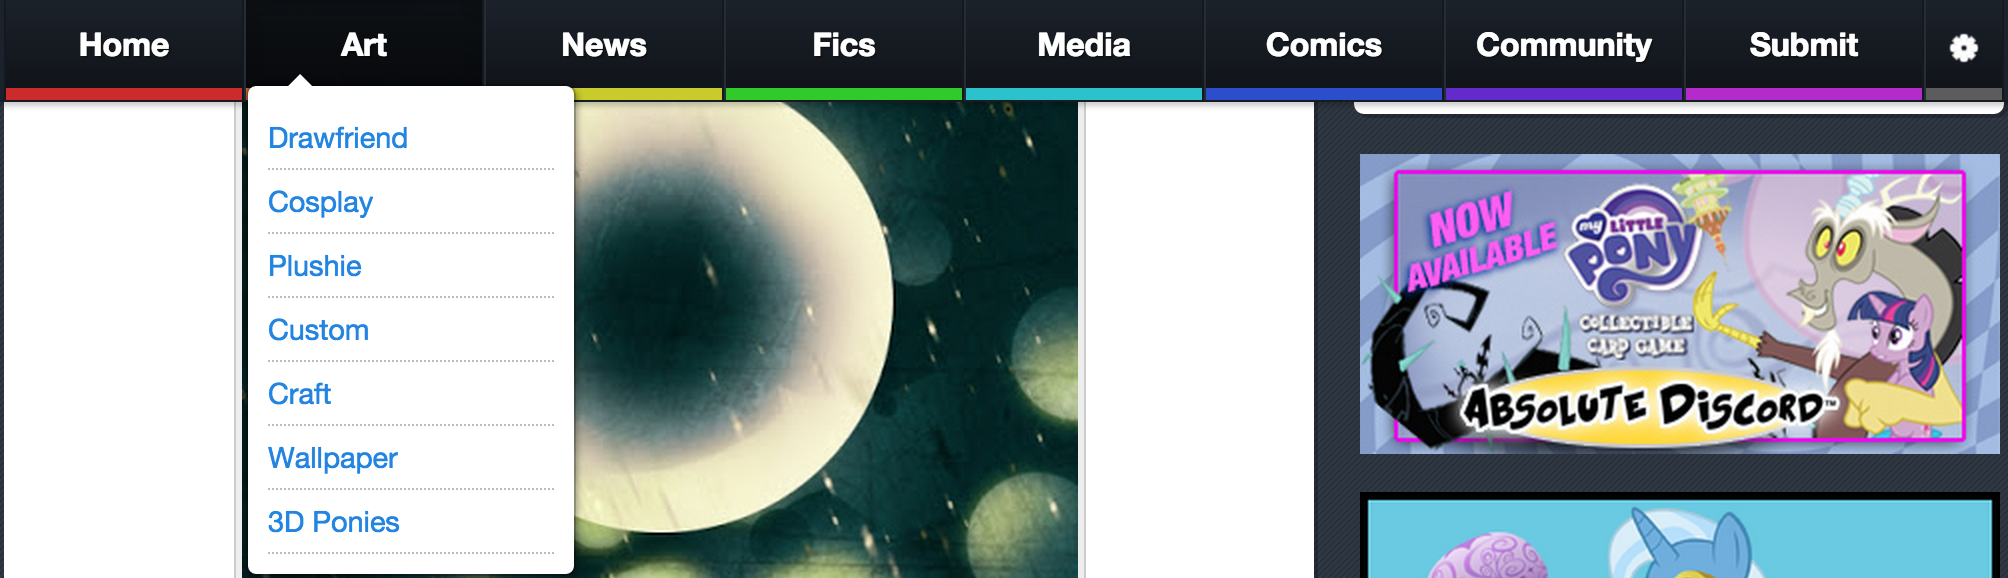 Home Art News Fics Media Comics Community Submit
Drawfriend
Cosplay
Plushie
Custom
Craft
Wallpaper
3D Ponies
NOW
AVAILABLE
my LITTLE
PONY
COLLECTIBLE
CARD GAME
ABSOLUTE DISCORD™